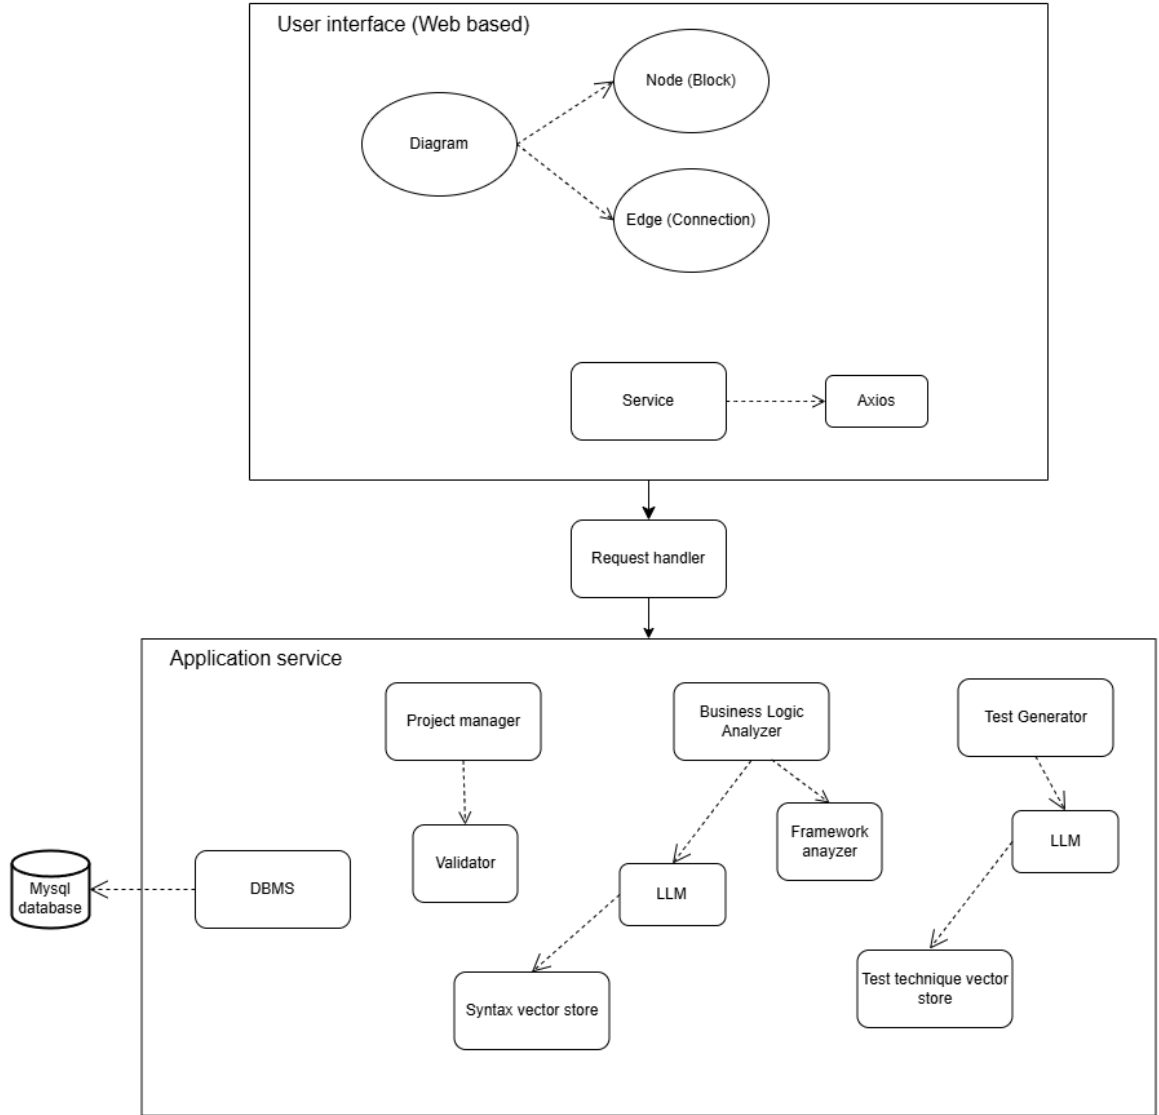 User interface (Web based)
Node (Block)
Diagram
Edge (Connection)
Service
Axios
Request handler
Application service
Project manager
Business Logic
Analyzer
Test Generator
Validator
Framework
anayzer
LLM
Mysql
database
DBMS
LLM
Syntax vector store
Test technique vector
store